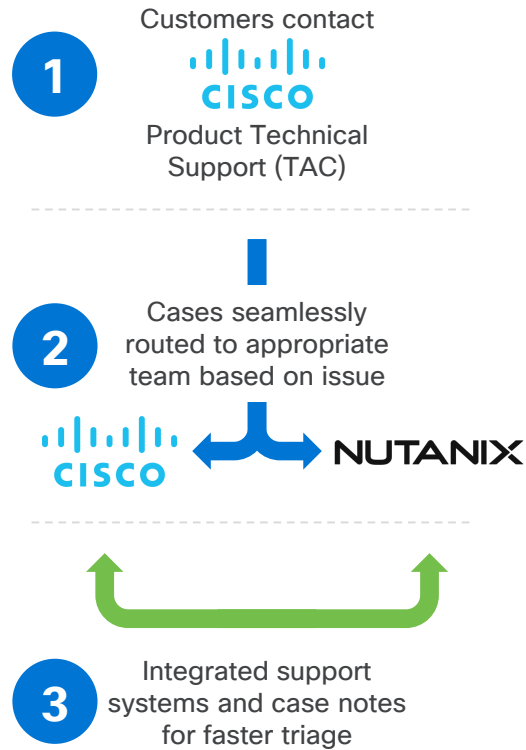 1
Customers contact
CISCO
Product Technical
Support (TAC)
2
Cases seamlessly
routed to appropriate
team based on issue
CISCO
NUTANIX
3
Integrated support
systems and case notes
for faster triage